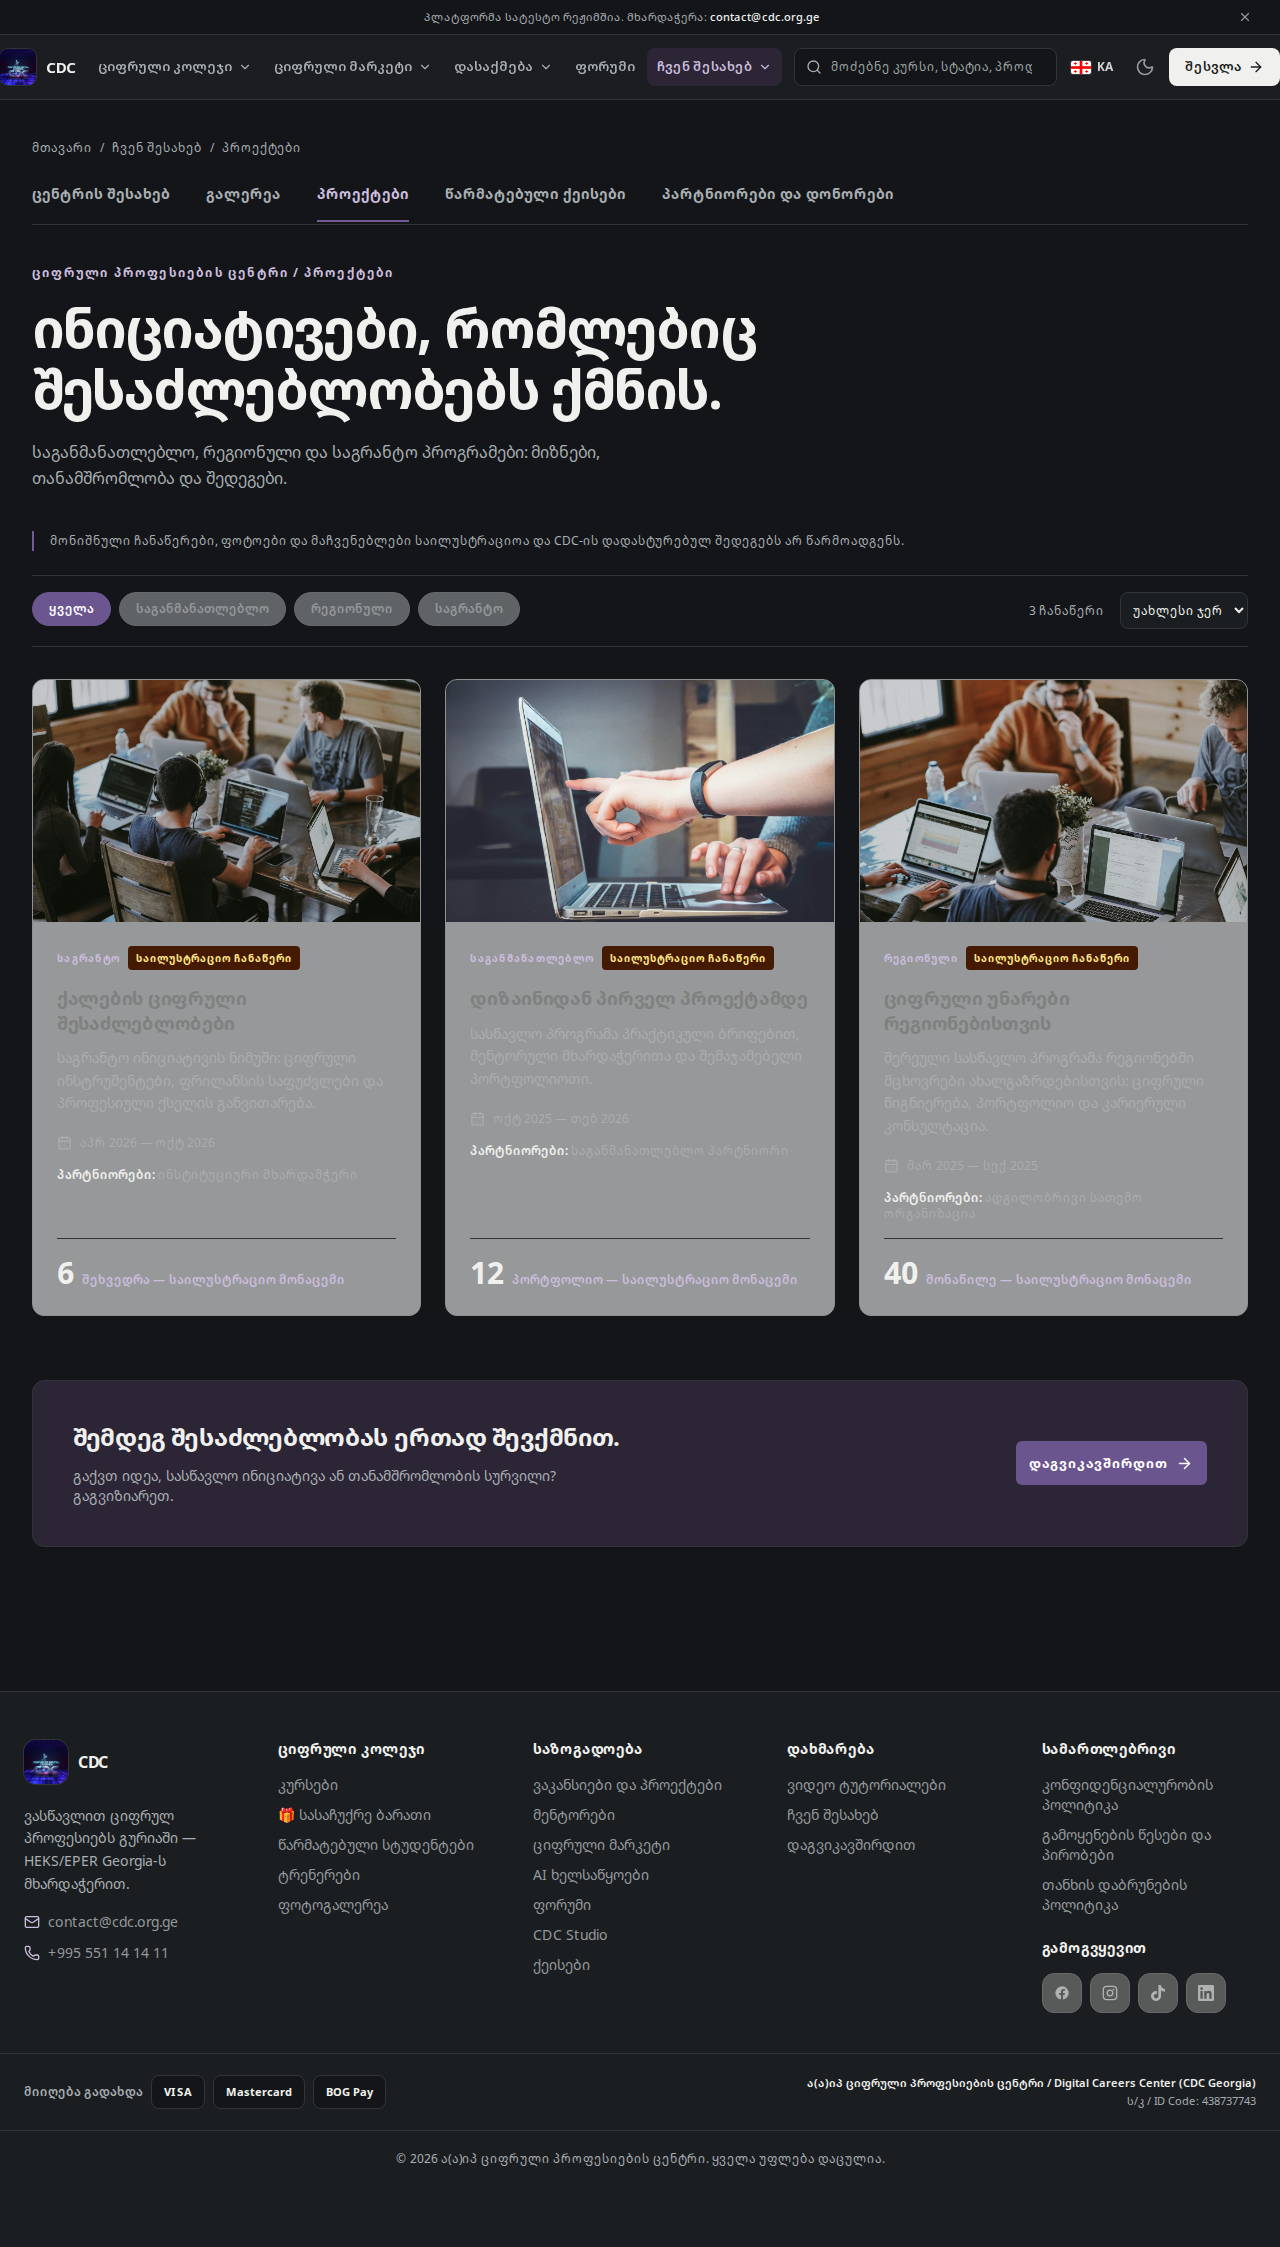 პლატფორმა სატესტო რეჟიმშია. მხარდაჭერა: contact@cdc.org.ge
CDC
ციფრული კოლეჯი
ციფრული მარკეტი
დასაქმება
ფორუმი
ჩვენ შესახებ
მოძებნე კურსი, სტატია, პროდ
KA
შესვლა
მთავარი / ჩვენ შესახებ / პროექტები
ცენტრის შესახებ
გალერეა
პროექტები
წარმატებული ქეისები
პარტნიორები და დონორები
ციფრული პროფესიების ცენტრი / პროექტები
ინიციატივები, რომლებიც
შესაძლებლობებს ქმნის.
საგანმანათლებლო, რეგიონული და საგრანტო პროგრამები: მიზნები,
თანამშრომლობა და შედეგები.
მონიშნული ჩანაწერები, ფოტოები და მაჩვენებლები საილუსტრაციოა და CDC-ის დადასტურებულ შედეგებს არ წარმოადგენს.
ყველა
საგანმანათლებლო
რეგიონული
საგრანტო
3 ჩანაწერი
უახლესი ჯერ
საგრანტო
საილუსტრაციო ჩანაწერი
ქალების ციფრული
შესაძლებლობები
საგრანტო ინიციატივის ნიმუში: ციფრული
ინსტრუმენტები, ფრილანსის საფუძვლები და
პროფესიული ქსელის განვითარება.
აპრ 2026 — ოქტ 2026
პარტნიორები: ინსტიტუციური მხარდამჭერი
6 შეხვედრა — საილუსტრაციო მონაცემი
საგანმანათლებლო
საილუსტრაციო ჩანაწერი
დიზაინიდან პირველ პროექტამდე
სასწავლო პროგრამა პრაქტიკული ბრიფებით,
მენტორული მხარდაჭერითა და შემაჯამებელი
პორტფოლიოთი.
ოქტ 2025 — თებ 2026
პარტნიორები: საგანმანათლებლო პარტნიორი
12 პორტფოლიო — საილუსტრაციო მონაცემი
რეგიონული
საილუსტრაციო ჩანაწერი
ციფრული უნარები
რეგიონებისთვის
შერეული სასწავლო პროგრამა რეგიონებში
მცხოვრები ახალგაზრდებისთვის: ციფრული
წიგნიერება, პორტფოლიო და კარიერული
კონსულტაცია.
მარ 2025 — სექ 2025
პარტნიორები: ადგილობრივი სათემო
ორგანიზაცია
40 მონაწილე — საილუსტრაციო მონაცემი
შემდეგ შესაძლებლობას ერთად შევქმნით.
გაქვთ იდეა, სასწავლო ინიციატივა ან თანამშრომლობის სურვილი?
გაგვიზიარეთ.
დაგვიკავშირდით
CDC
ვასწავლით ციფრულ
პროფესიებს გურიაში —
HEKS/EPER Georgia-ს
მხარდაჭერით.
contact@cdc.org.ge
+995 551 14 14 11
ციფრული კოლეჯი
კურსები
🎁 სასაჩუქრე ბარათი
წარმატებული სტუდენტები
ტრენერები
ფოტოგალერეა
საზოგადოება
ვაკანსიები და პროექტები
მენტორები
ციფრული მარკეტი
AI ხელსაწყოები
ფორუმი
CDC Studio
ქეისები
დახმარება
ვიდეო ტუტორიალები
ჩვენ შესახებ
დაგვიკავშირდით
სამართლებრივი
კონფიდენციალურობის
პოლიტიკა
გამოყენების წესები და
პირობები
თანხის დაბრუნების
პოლიტიკა
გამოგვყევით
მიიღება გადახდა
VISA
Mastercard
BOG Pay
ა(ა)იპ ციფრული პროფესიების ცენტრი / Digital Careers Center (CDC Georgia)
ს/კ / ID Code: 438737743
© 2026 ა(ა)იპ ციფრული პროფესიების ცენტრი. ყველა უფლება დაცულია.